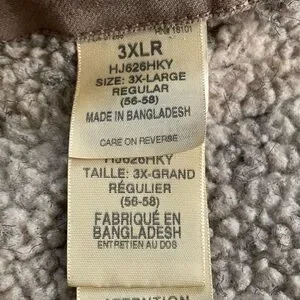 3XLR
HJ626HKY
SIZE: 3X-LARGE
REGULAR
(56-58)
MADE IN BANGLADESH
CARE ON REVERSE
HJ626HKY
TAILLE: 3X-GRAND
RÉGULIER
(56-58)
FABRIQUÉ EN
BANGLADESH
ENTRETIEN AU DOS
ATTENTION